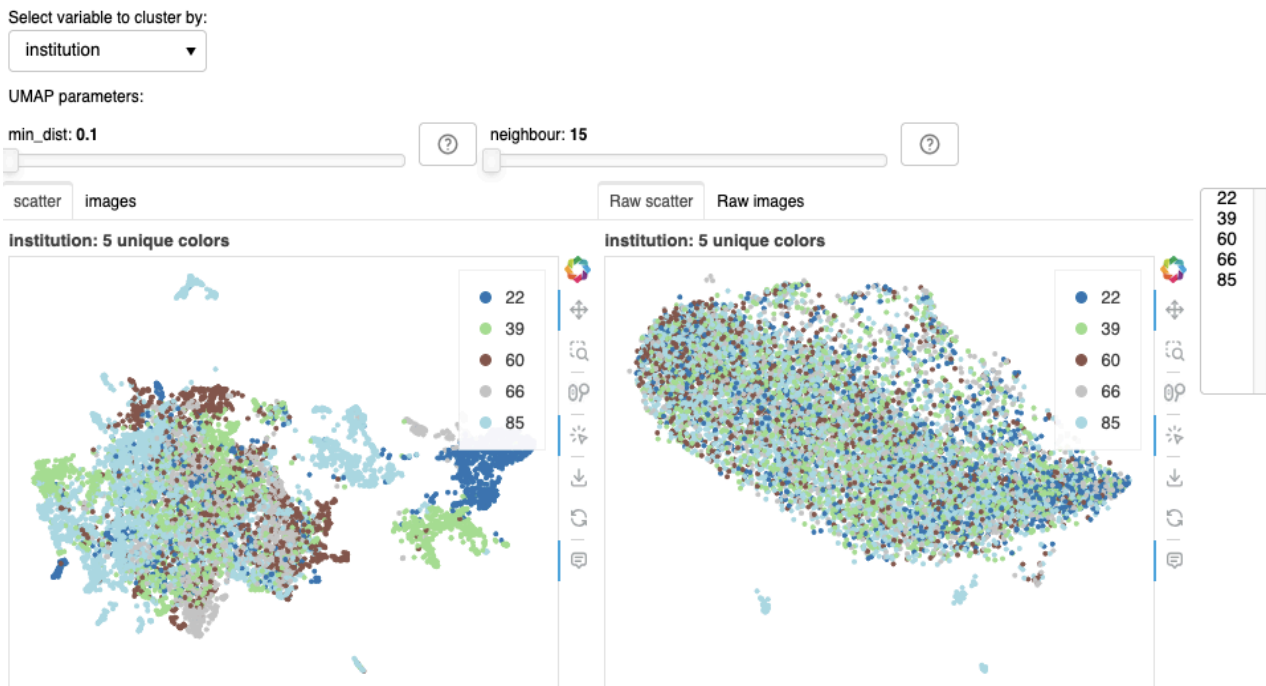 Select variable to cluster by:
institution
UMAP parameters:
min_dist: 0.1
neighbour: 15
scatter images
Raw scatter Raw images
institution: 5 unique colors
22
39
60
66
85
institution: 5 unique colors
22
39
60
66
85
22
39
60
66
85